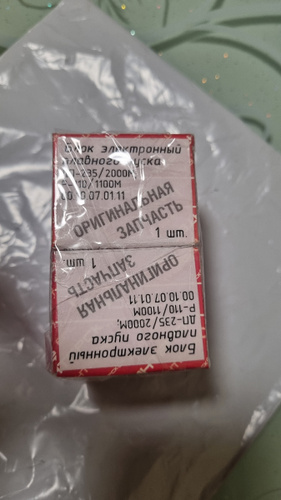 Блок электронный
плавного пуска
ДП-235/2000М,
Р-110/1100М
00.10.07.01.11
ОРИГИНАЛЬНАЯ
ЗАПЧАСТЬ
1 шт.
Блок электронный
плавного пуска
ДП-235/2000М,
Р-110/1100М
00.10.07.01.11
ОРИГИНАЛЬНАЯ
ЗАПЧАСТЬ
1 шт.